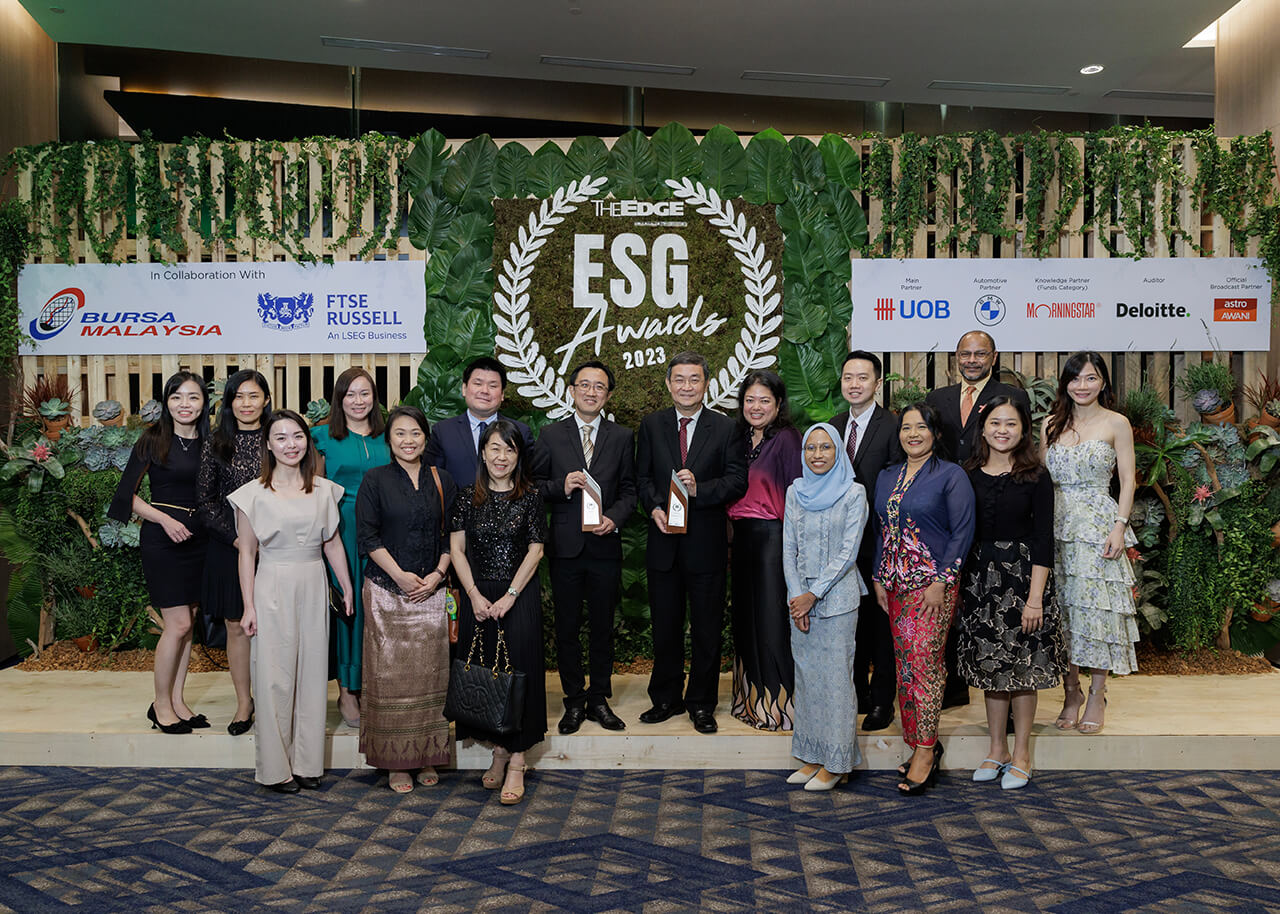 THE EDGE
ESG
Awards
2023
In Collaboration With
BURSA
MALAYSIA
FTSE
RUSSELL
An LSEG Business
Main
Partner
UOB
Automotive
Partner
BMW
Knowledge Partner
(Funds Category)
MORNINGSTAR®
Auditor
Deloitte.
Official
Broadcast Partner
astro
AWANI